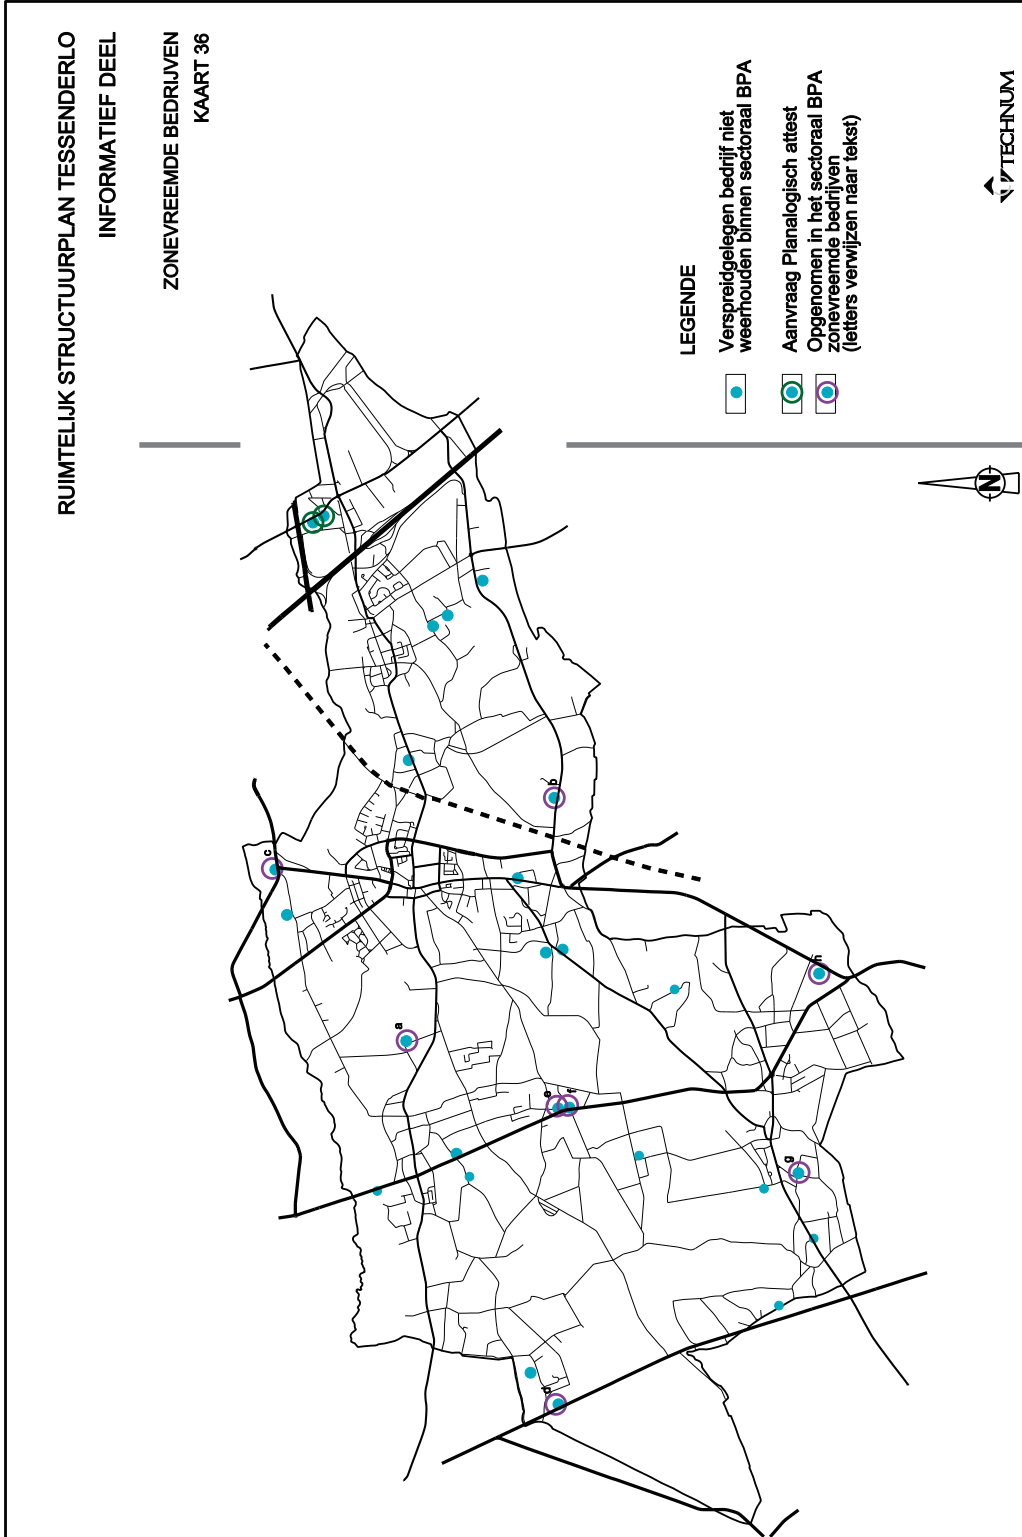 RUIMTELIJK STRUCTUURPLAN TESSENDERLO
INFORMATIEF DEEL
ZONEVREEMDE BEDRIJVEN
KAART 36
LEGENDE
Verspreidgelegen bedrijf niet
weerhouden binnen sectoraal BPA
Aanvraag Planalogisch attest
Opgenomen in het sectoraal BPA
zonevreemde bedrijven
(letters verwijzen naar tekst)
TECHNUM
N
c
b
a
h
e
f
g
d